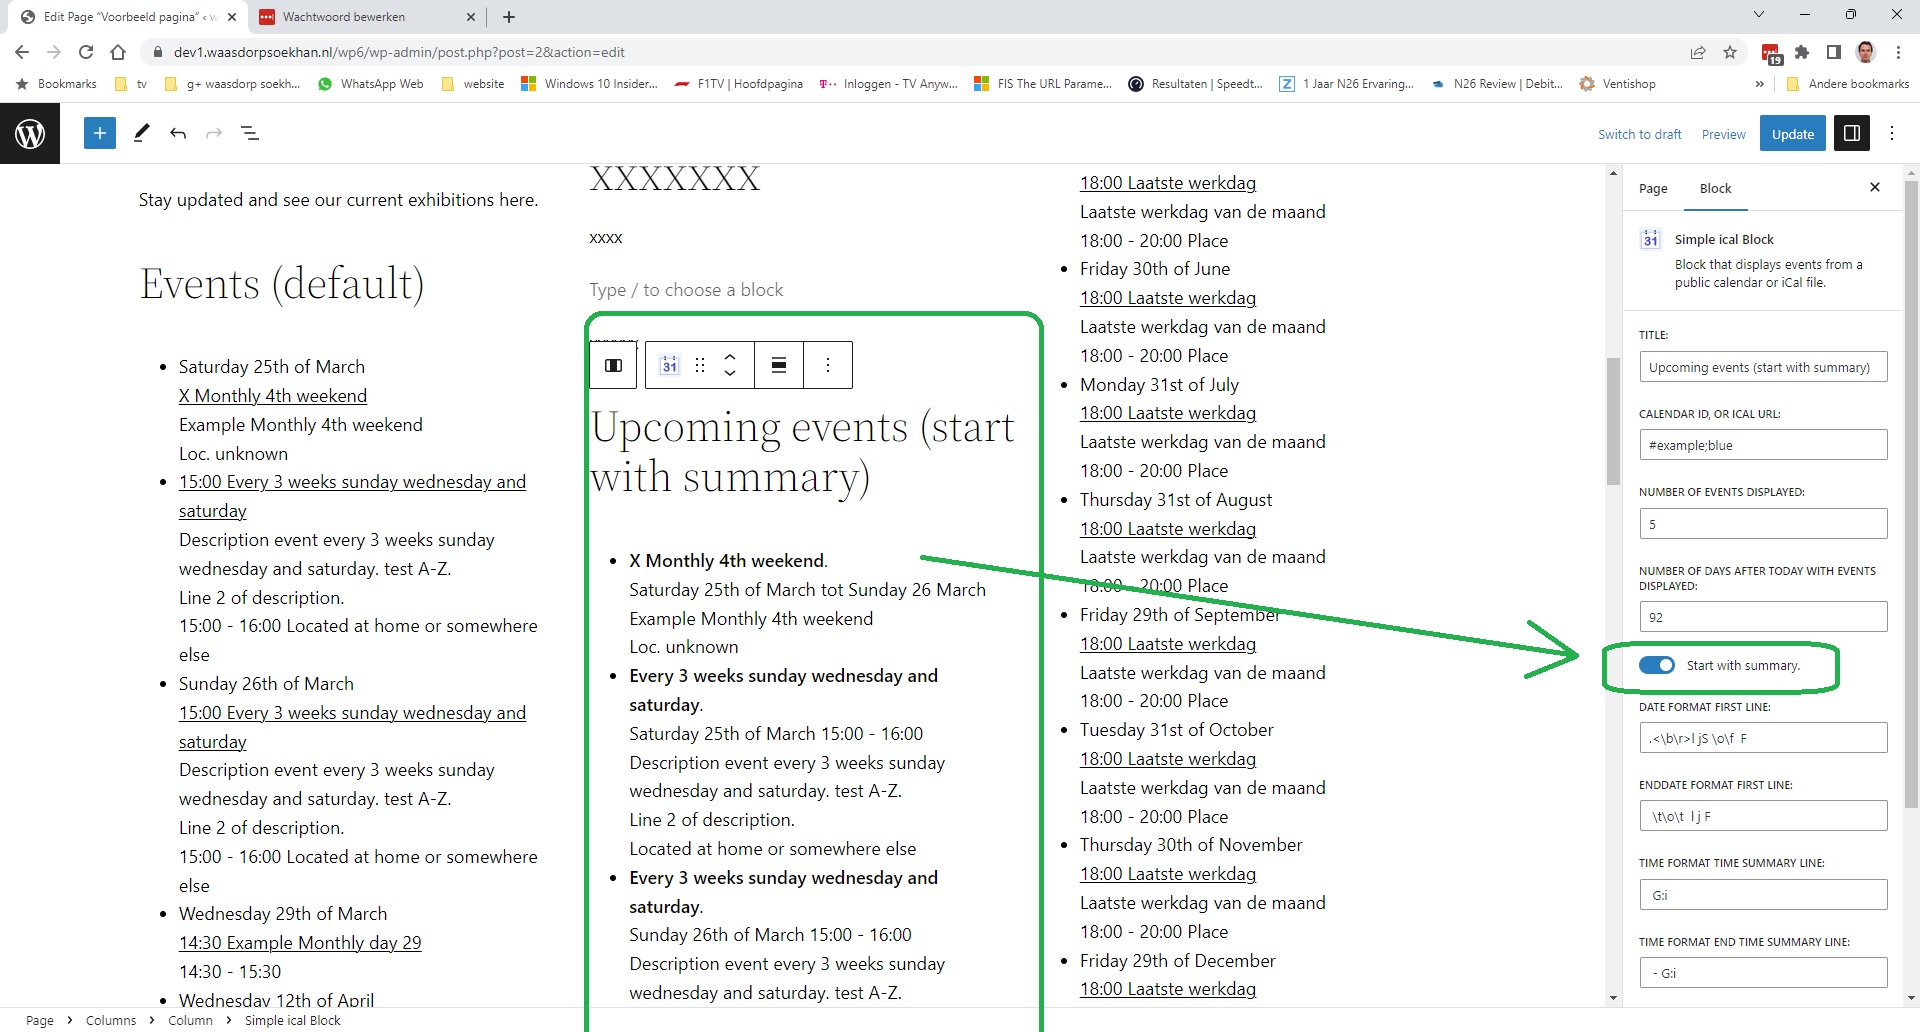 Edit Page “Voorbeeld pagina” ‹ w
Wachtwoord bewerken
dev1.waasdorpsoekhan.nl/wp6/wp-admin/post.php?post=2&action=edit
19
Bookmarks
tv
g+ waasdorp soekh...
WhatsApp Web
website
Windows 10 Insider...
F1TV | Hoofdpagina
Inloggen - TV Anyw...
FIS The URL Parame...
Resultaten | Speedt...
1 Jaar N26 Ervaring...
N26 Review | Debit...
Ventishop
»
Andere bookmarks
Switch to draft
Preview
Update
Stay updated and see our current exhibitions here.
Events (default)
Saturday 25th of March
X Monthly 4th weekend
Example Monthly 4th weekend
Loc. unknown
15:00 Every 3 weeks sunday wednesday and
saturday
Description event every 3 weeks sunday
wednesday and saturday. test A-Z.
Line 2 of description.
15:00 - 16:00 Located at home or somewhere
else
Sunday 26th of March
15:00 Every 3 weeks sunday wednesday and
saturday
Description event every 3 weeks sunday
wednesday and saturday. test A-Z.
Line 2 of description.
15:00 - 16:00 Located at home or somewhere
else
Wednesday 29th of March
14:30 Example Monthly day 29
14:30 - 15:30
Wednesday 12th of April
XXXXXXX
xxxx
Type / to choose a block
31
Upcoming events (start
with summary)
X Monthly 4th weekend.
Saturday 25th of March tot Sunday 26 March
Example Monthly 4th weekend
Loc. unknown
Every 3 weeks sunday wednesday and
saturday.
Saturday 25th of March 15:00 - 16:00
Description event every 3 weeks sunday
wednesday and saturday. test A-Z.
Line 2 of description.
Located at home or somewhere else
Every 3 weeks sunday wednesday and
saturday.
Sunday 26th of March 15:00 - 16:00
Description event every 3 weeks sunday
wednesday and saturday. test A-Z.
18:00 Laatste werkdag
Laatste werkdag van de maand
18:00 - 20:00 Place
Friday 30th of June
18:00 Laatste werkdag
Laatste werkdag van de maand
18:00 - 20:00 Place
Monday 31st of July
18:00 Laatste werkdag
Laatste werkdag van de maand
18:00 - 20:00 Place
Thursday 31st of August
18:00 Laatste werkdag
Laatste werkdag van de maand
18:00 - 20:00 Place
Friday 29th of September
18:00 Laatste werkdag
Laatste werkdag van de maand
18:00 - 20:00 Place
Tuesday 31st of October
18:00 Laatste werkdag
Laatste werkdag van de maand
18:00 - 20:00 Place
Thursday 30th of November
18:00 Laatste werkdag
Laatste werkdag van de maand
18:00 - 20:00 Place
Friday 29th of December
18:00 Laatste werkdag
Page
Block
31
Simple ical Block
Block that displays events from a
public calendar or iCal file.
TITLE:
Upcoming events (start with summary)
CALENDAR ID, OR ICAL URL:
#example;blue
NUMBER OF EVENTS DISPLAYED:
5
NUMBER OF DAYS AFTER TODAY WITH EVENTS
DISPLAYED:
92
Start with summary.
DATE FORMAT FIRST LINE:
.<\b\r>l jS \o\f F
ENDDATE FORMAT FIRST LINE:
\t\o\t l j F
TIME FORMAT TIME SUMMARY LINE:
G:i
TIME FORMAT END TIME SUMMARY LINE:
- G:i
Page
Columns
Column
Simple ical Block